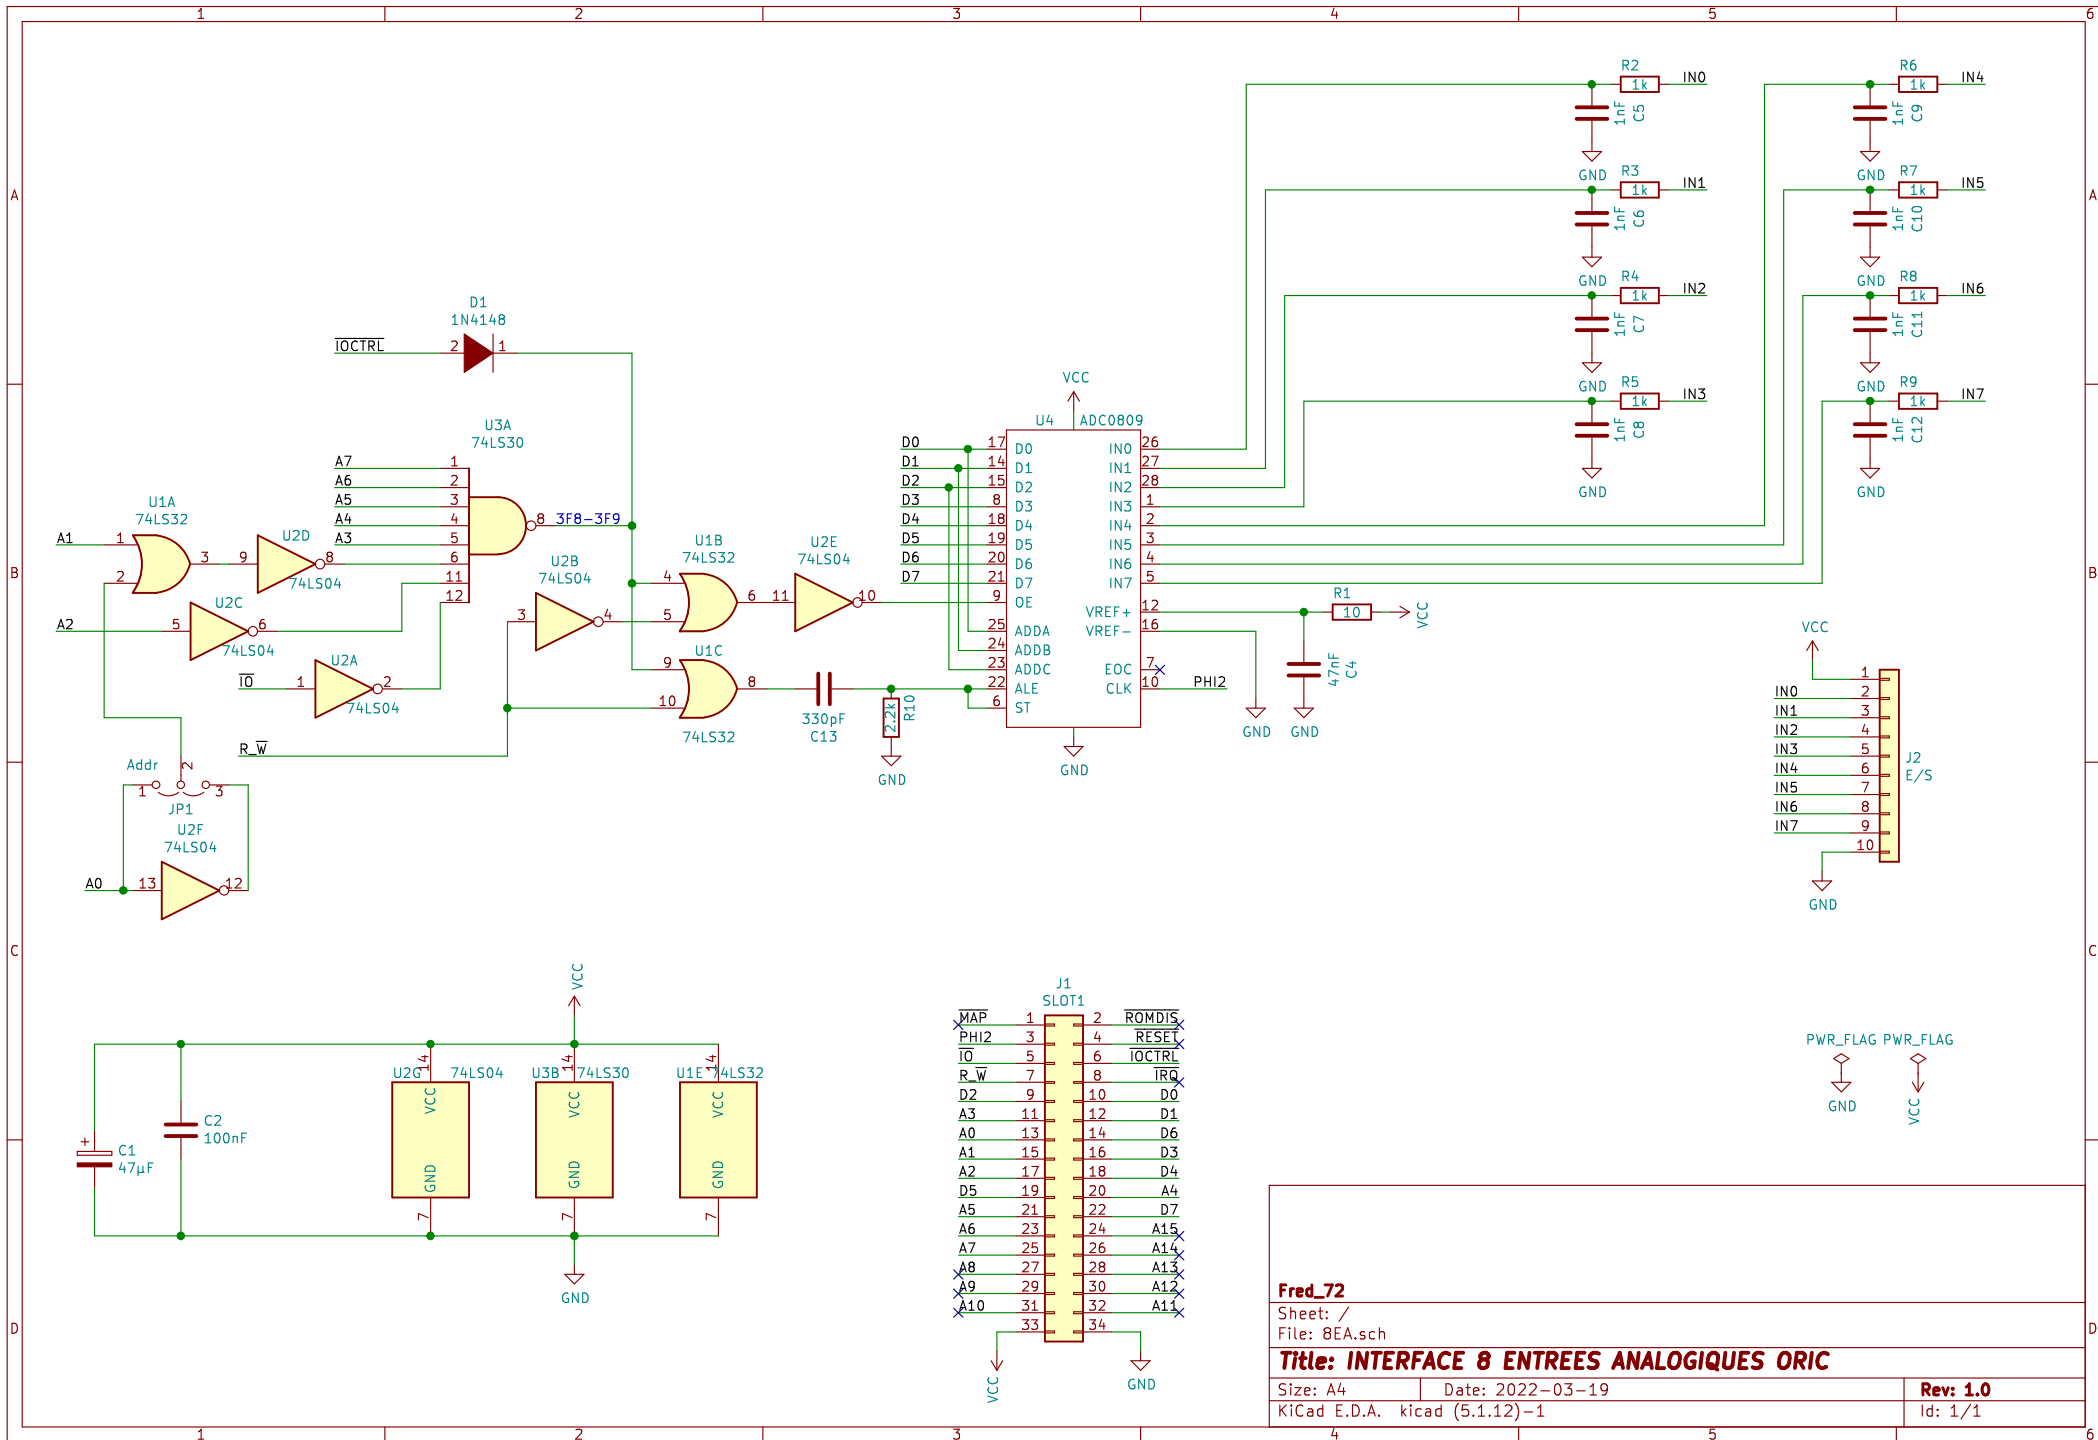 1 2 3 4 5 6
A
B
C
D
A
B
C
D
1 2 3 4 5 6
R2
1k
IN0
1nF
C5
GND
R3
1k
IN1
1nF
C6
GND
R4
1k
IN2
1nF
C7
GND
R5
1k
IN3
1nF
C8
GND
R6
1k
IN4
1nF
C9
GND
R7
1k
IN5
1nF
C10
GND
R8
1k
IN6
1nF
C11
GND
R9
1k
IN7
1nF
C12
GND
D1
1N4148
IOCTRL 2 1
U3A
74LS30
A7 1
A6 2
A5 3
A4 4
A3 5
6
11
12
8 3F8-3F9
U1A
74LS32
A1 1
2
3
U2D
9 8
74LS04
U2C
A2 5 6
74LS04
U2A
IO 1 2
74LS04
R_W
U2B
74LS04
3 4
U1B
74LS32
4
5
6
U2E
74LS04
11 10
U1C
9
10
8
74LS32
330pF
C13
2.2k
R10
GND
Addr
2
1 3
JP1
U2F
74LS04
A0 13 12
VCC
U4 ADC0809
D0 17 D0 IN0 26
D1 14 D1 IN1 27
D2 15 D2 IN2 28
D3 8 D3 IN3 1
D4 18 D4 IN4 2
D5 19 D5 IN5 3
D6 20 D6 IN6 4
D7 21 D7 IN7 5
9 OE
VREF+ 12
25 ADDA VREF- 16
24 ADDB
23 ADDC EOC 7
22 ALE CLK 10 PHI2
6 ST
GND
R1
10
VCC
47nF
C4
GND
GND
VCC
1
IN0 2
IN1 3
IN2 4
IN3 5
IN4 6
IN5 7
IN6 8
IN7 9
10
J2
E/S
GND
VCC
U2G 74LS04
14
VCC
GND
7
U3B 74LS30
14
VCC
GND
7
U1E 74LS32
14
VCC
GND
7
C2
100nF
+
C1
47µF
GND
J1
SLOT1
MAP 1 2 ROMDIS
PHI2 3 4 RESET
IO 5 6 IOCTRL
R_W 7 8 IRQ
D2 9 10 D0
A3 11 12 D1
A0 13 14 D6
A1 15 16 D3
A2 17 18 D4
D5 19 20 A4
A5 21 22 D7
A6 23 24 A15
A7 25 26 A14
A8 27 28 A13
A9 29 30 A12
A10 31 32 A11
33 34
VCC
GND
PWR_FLAG PWR_FLAG
GND
VCC
Fred_72
Sheet: /
File: 8EA.sch
Title: INTERFACE 8 ENTREES ANALOGIQUES ORIC
Size: A4 Date: 2022-03-19 Rev: 1.0
KiCad E.D.A. kicad (5.1.12)-1 Id: 1/1